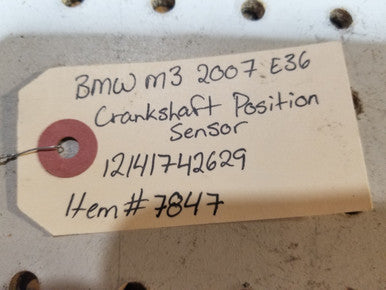 BMW M3 2007 E36
Crankshaft Position
Sensor
12141742629
Item # 7847